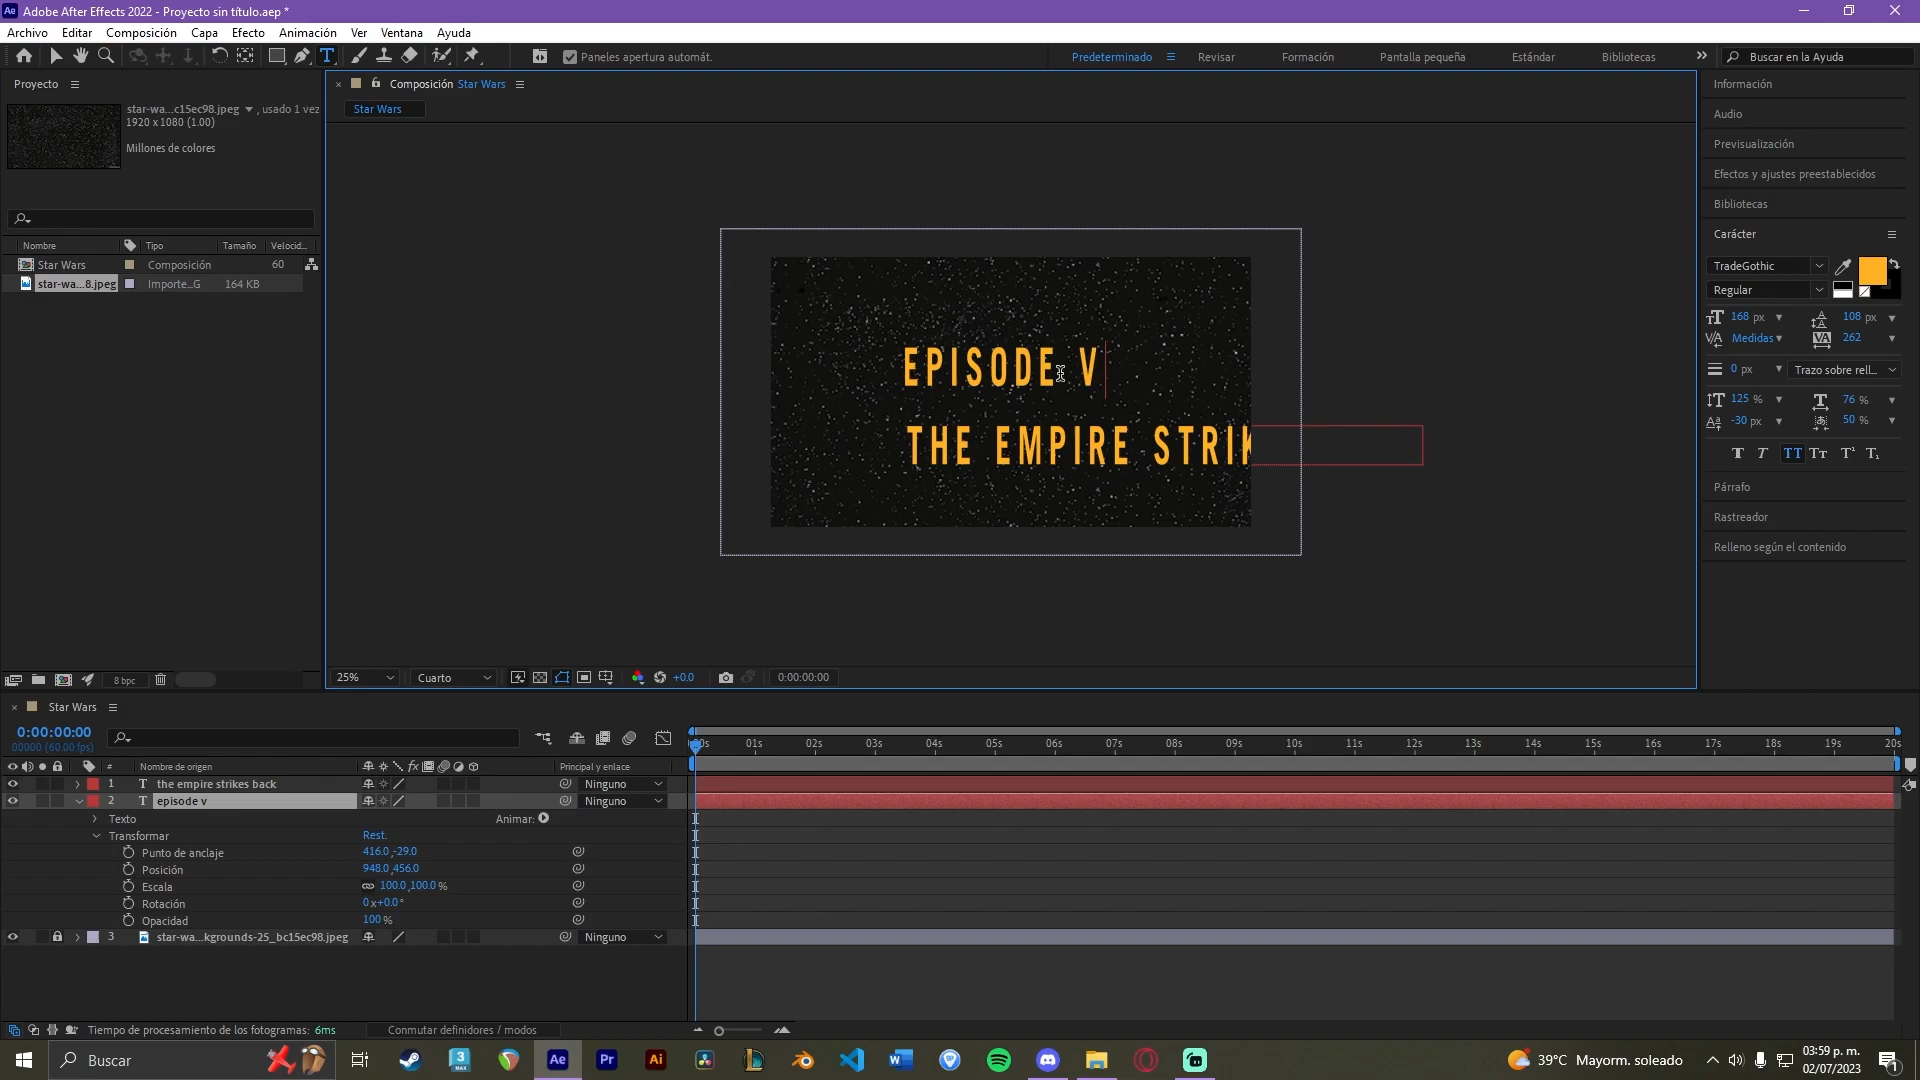 Adobe After Effects 2022 - Proyecto sin título.aep *
Archivo Editar Composición Capa Efecto Animación Ver Ventana Ayuda
Paneles apertura automát.
Predeterminado Revisar Formación Pantalla pequeña Estándar Bibliotecas
Buscar en la Ayuda
Proyecto
star-wa...c15ec98.jpeg , usado 1 vez
1920 x 1080 (1.00)
Millones de colores
Nombre Tipo Tamaño Velocid...
Star Wars Composición 60
star-wa...8.jpeg Importe...G 164 KB
8 bpc
Composición Star Wars
Star Wars
EPISODE V
THE EMPIRE STRIK
25% Cuarto +0.0 0:00:00:00
Información
Audio
Previsualización
Efectos y ajustes preestablecidos
Bibliotecas
Carácter
TradeGothic
Regular
168 px 108 px
Medidas 262
0 px Trazo sobre rell...
125 % 76 %
-30 px 50 %
Párrafo
Rastreador
Relleno según el contenido
Star Wars
0:00:00:00
00000 (60.00 fps)
:00s 01s 02s 03s 04s 05s 06s 07s 08s 09s 10s 11s 12s 13s 14s 15s 16s 17s 18s 19s 20s
# Nombre de origen Principal y enlace
1 T the empire strikes back Ninguno
2 T episode v Ninguno
Texto Animar:
Transformar Rest.
Punto de anclaje 416.0,-29.0
Posición 948.0,456.0
Escala 100.0,100.0 %
Rotación 0x+0.0°
Opacidad 100 %
3 star-wa...kgrounds-25_bc15ec98.jpeg Ninguno
Tiempo de procesamiento de los fotogramas: 6ms
Conmutar definidores / modos
Buscar
39°C Mayorm. soleado
03:59 p. m.
02/07/2023